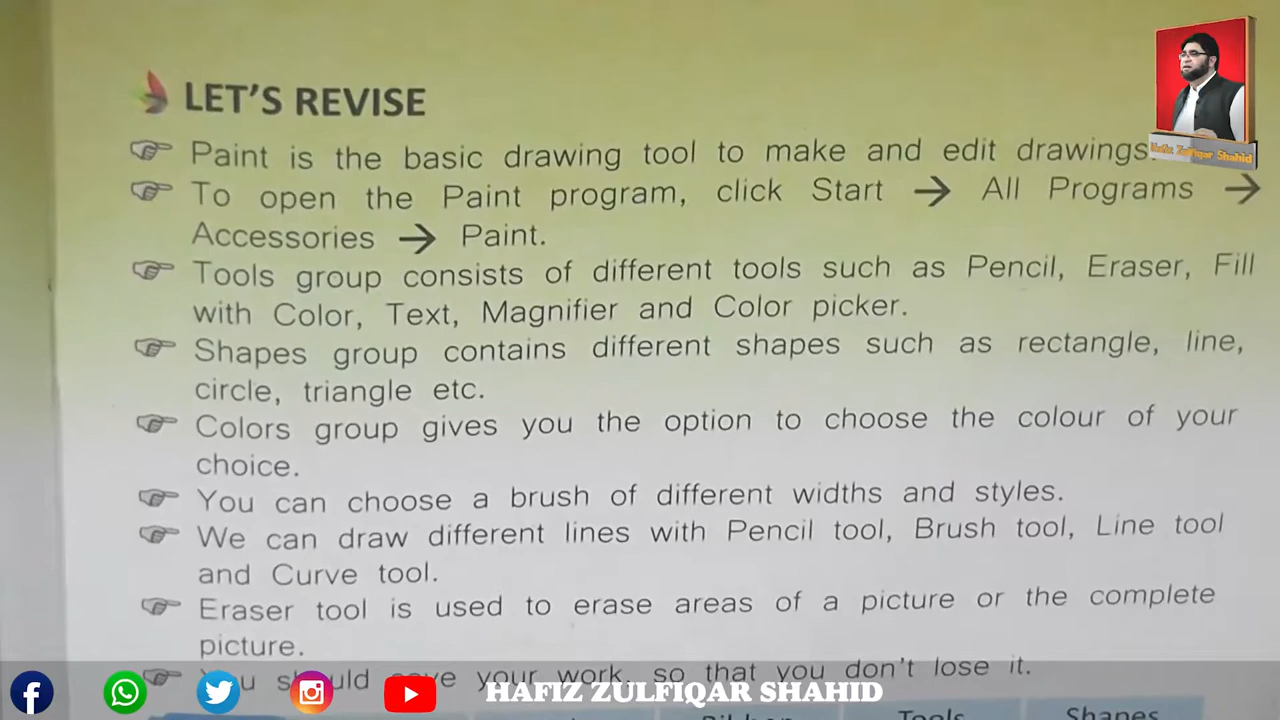 LET'S REVISE
Paint is the basic drawing tool to make and edit drawings.
Hafiz Zulfiqar Shahid
To open the Paint program, click Start → All Programs →
Accessories → Paint.
Tools group consists of different tools such as Pencil, Eraser, Fill
with Color, Text, Magnifier and Color picker.
Shapes group contains different shapes such as rectangle, line,
circle, triangle etc.
Colors group gives you the option to choose the colour of your
choice.
You can choose a brush of different widths and styles.
We can draw different lines with Pencil tool, Brush tool, Line tool
and Curve tool.
Eraser tool is used to erase areas of a picture or the complete
picture.
You should save your work, so that you don't lose it.
HAFIZ ZULFIQAR SHAHID
Tools Shapes